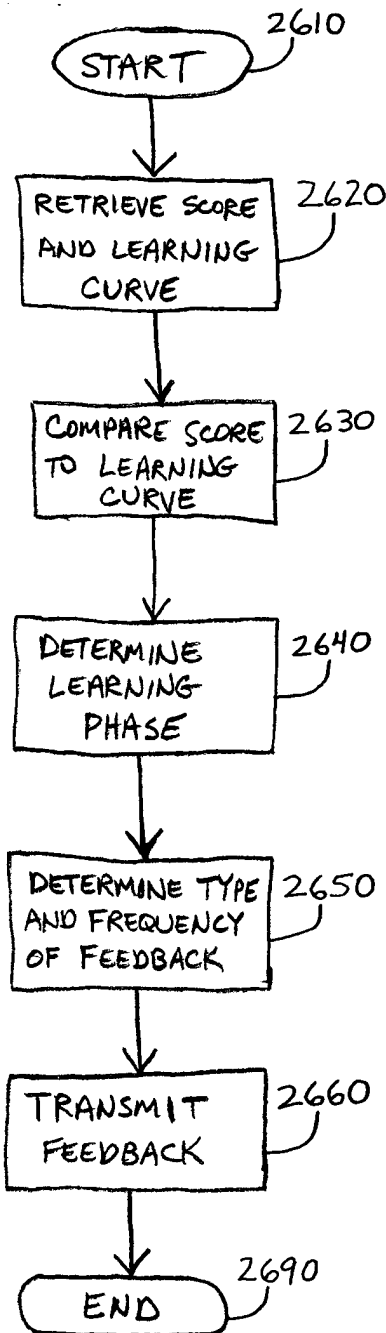 2610
START
2620
RETRIEVE SCORE
AND LEARNING
CURVE
2630
COMPARE SCORE
TO LEARNING
CURVE
2640
DETERMINE
LEARNING
PHASE
2650
DETERMINE TYPE
AND FREQUENCY
OF FEEDBACK
2660
TRANSMIT
FEEDBACK
2690
END